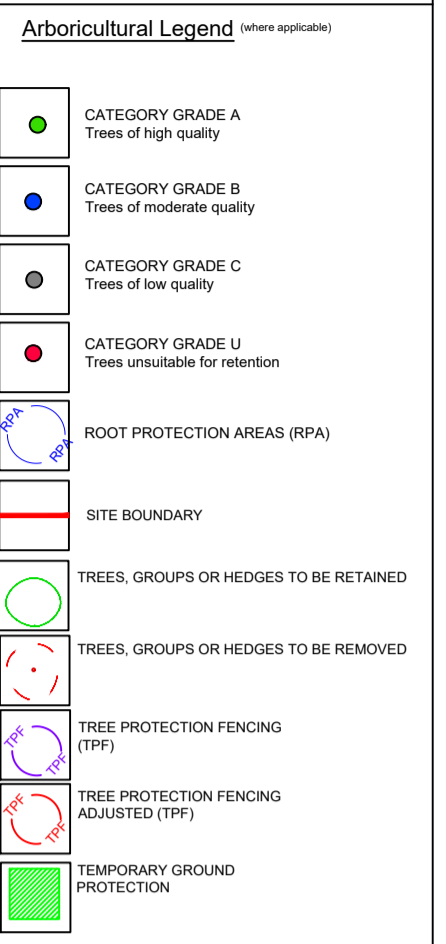 Arboricultural Legend (where applicable)
CATEGORY GRADE A
Trees of high quality
CATEGORY GRADE B
Trees of moderate quality
CATEGORY GRADE C
Trees of low quality
CATEGORY GRADE U
Trees unsuitable for retention
RPA
RPA
ROOT PROTECTION AREAS (RPA)
SITE BOUNDARY
TREES, GROUPS OR HEDGES TO BE RETAINED
TREES, GROUPS OR HEDGES TO BE REMOVED
TPF
TPF
TREE PROTECTION FENCING
(TPF)
TPF
TPF
TREE PROTECTION FENCING
ADJUSTED (TPF)
TEMPORARY GROUND
PROTECTION